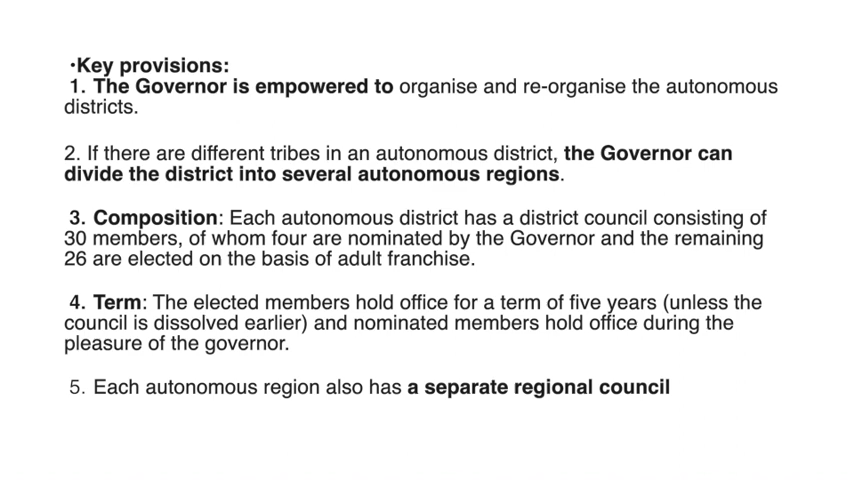 •Key provisions:
1. The Governor is empowered to organise and re-organise the autonomous
districts.
2. If there are different tribes in an autonomous district, the Governor can
divide the district into several autonomous regions.
3. Composition: Each autonomous district has a district council consisting of
30 members, of whom four are nominated by the Governor and the remaining
26 are elected on the basis of adult franchise.
4. Term: The elected members hold office for a term of five years (unless the
council is dissolved earlier) and nominated members hold office during the
pleasure of the governor.
5. Each autonomous region also has a separate regional council